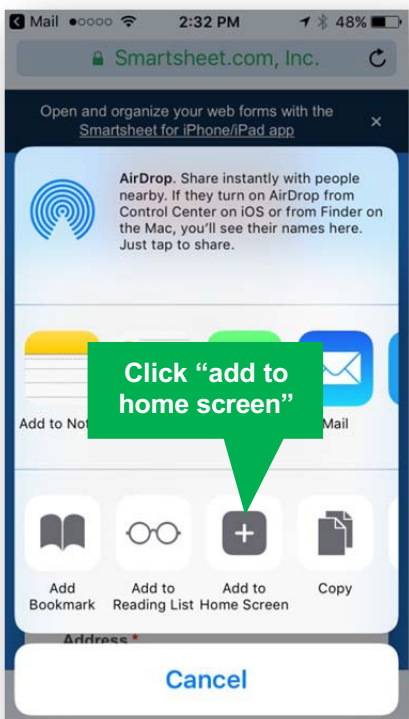 Mail 2:32 PM 48%
Smartsheet.com, Inc.
Open and organize your web forms with the
Smartsheet for iPhone/iPad app
AirDrop. Share instantly with people
nearby. If they turn on AirDrop from
Control Center on iOS or from Finder on
the Mac, you'll see their names here.
Just tap to share.
Click “add to
home screen”
Add to Mail
Add Bookmark
Add to Reading List
Add to Home Screen
Copy
Address *
Cancel